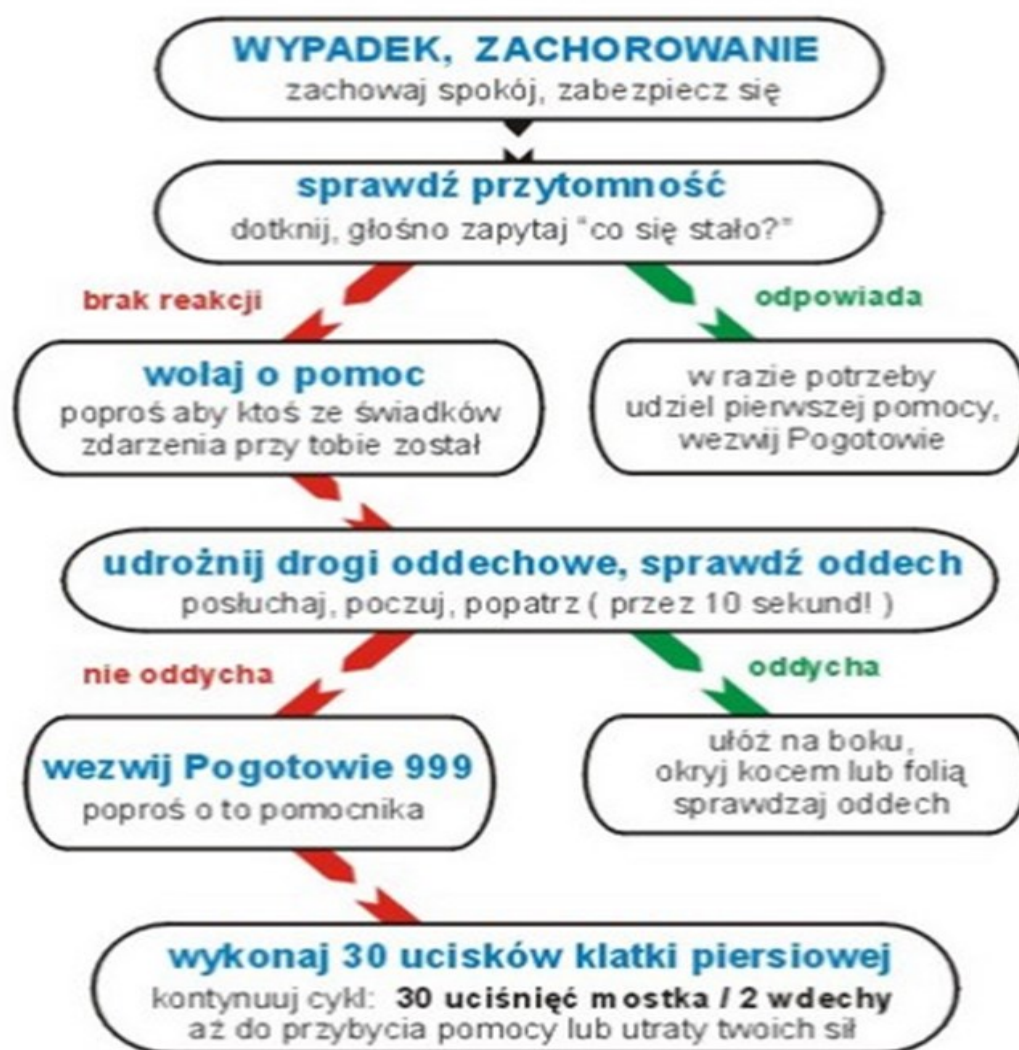 WYPADEK, ZACHOROWANIE
zachowaj spokój, zabezpiecz się
sprawdź przytomność
dotknij, głośno zapytaj "co się stało?"
brak reakcji
odpowiada
wołaj o pomoc
poproś aby ktoś ze świadków
zdarzenia przy tobie został
w razie potrzeby
udziel pierwszej pomocy,
wezwij Pogotowie
udrożnij drogi oddechowe, sprawdź oddech
posłuchaj, poczuj, popatrz ( przez 10 sekund! )
nie oddycha
oddycha
wezwij Pogotowie 999
poproś o to pomocnika
ułóż na boku,
okryj kocem lub folią
sprawdzaj oddech
wykonaj 30 ucisków klatki piersiowej
kontynuuj cykl: 30 uciśnięć mostka / 2 wdechy
aż do przybycia pomocy lub utraty twoich sił